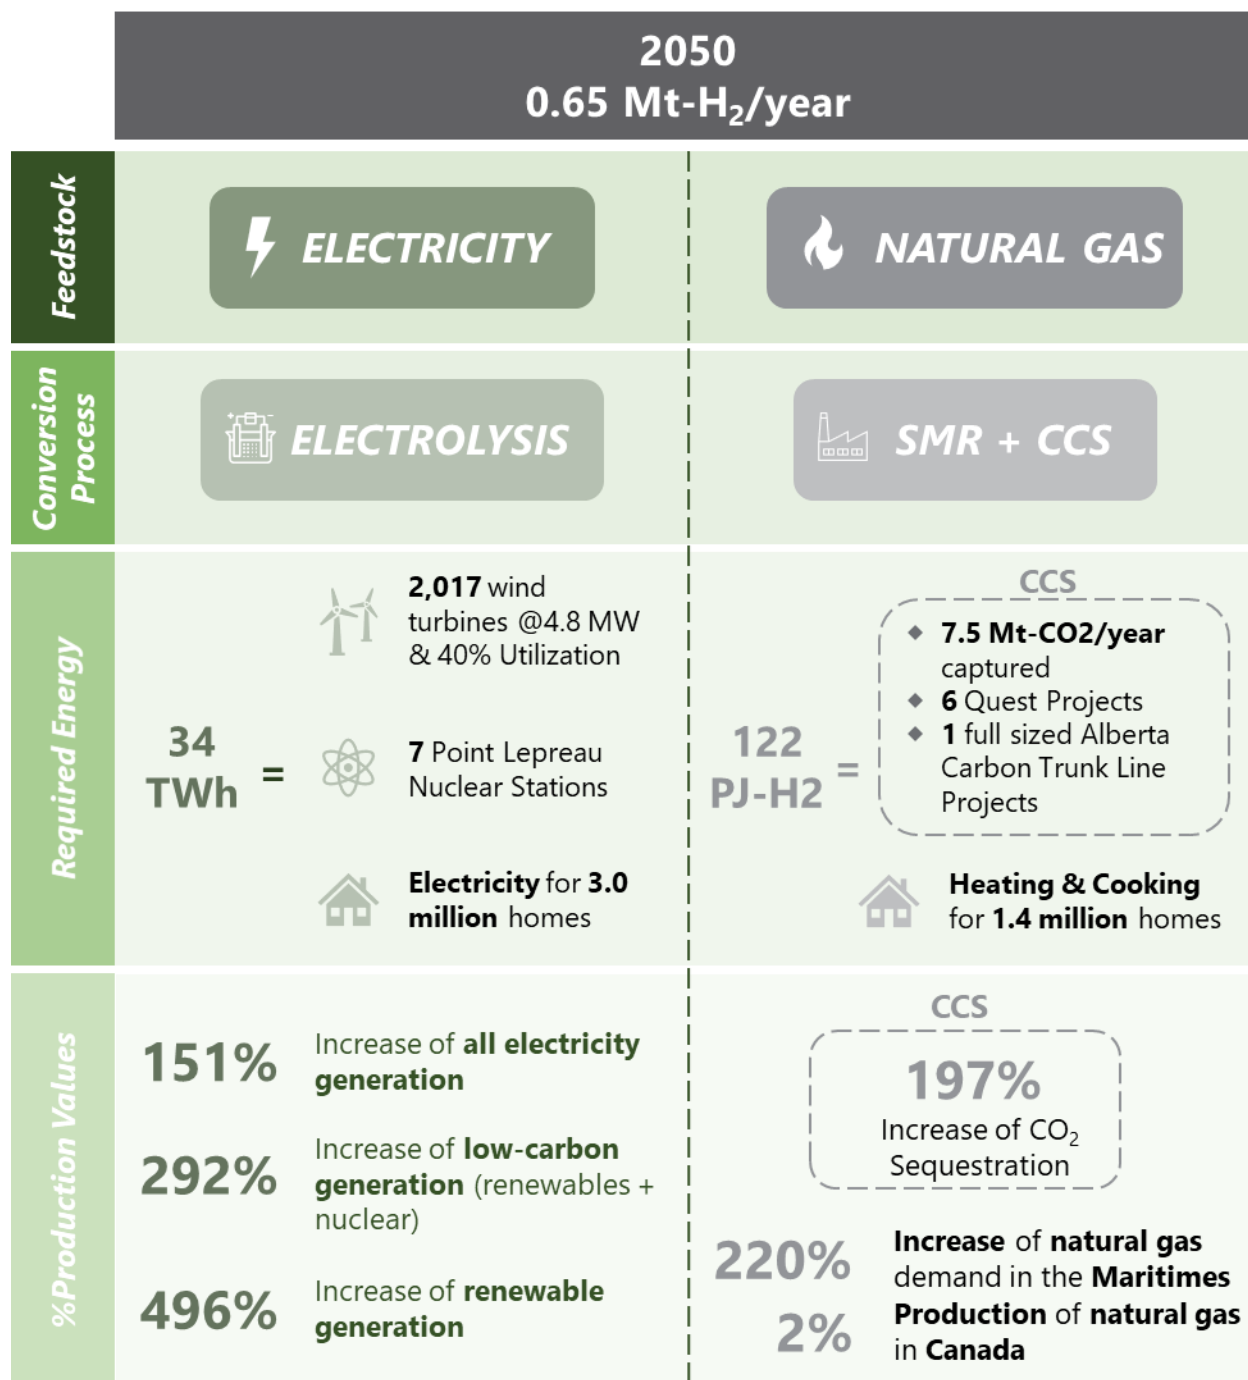 2050
0.65 Mt-H₂/year
Feedstock
ELECTRICITY
NATURAL GAS
Conversion
Process
ELECTROLYSIS
SMR + CCS
Required Energy
34
TWh
=
2,017 wind
turbines @4.8 MW
& 40% Utilization
7 Point Lepreau
Nuclear Stations
Electricity for 3.0
million homes
122
PJ-H2
=
CCS
◆ 7.5 Mt-CO2/year
captured
◆ 6 Quest Projects
◆ 1 full sized Alberta
Carbon Trunk Line
Projects
Heating & Cooking
for 1.4 million homes
%Production Values
151%
Increase of all electricity
generation
292%
Increase of low-carbon
generation (renewables +
nuclear)
496%
Increase of renewable
generation
CCS
197%
Increase of CO₂
Sequestration
220%
Increase of natural gas
demand in the Maritimes
2%
Production of natural gas
in Canada